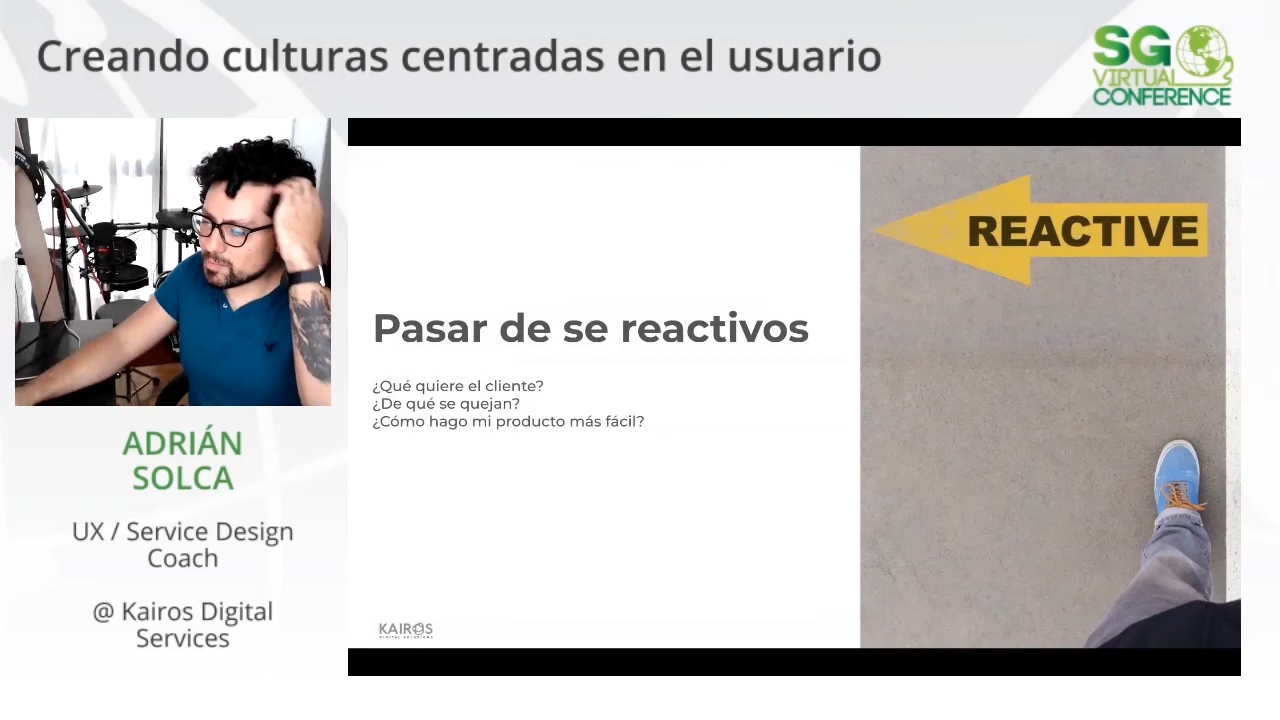 Creando culturas centradas en el usuario
SG
VIRTUAL
CONFERENCE
REACTIVE
Pasar de se reactivos
¿Qué quiere el cliente?
¿De qué se quejan?
¿Cómo hago mi producto más fácil?
ADRIÁN
SOLCA
UX / Service Design
Coach
@ Kairos Digital
Services
KAIROS
DIGITAL SOLUTIONS